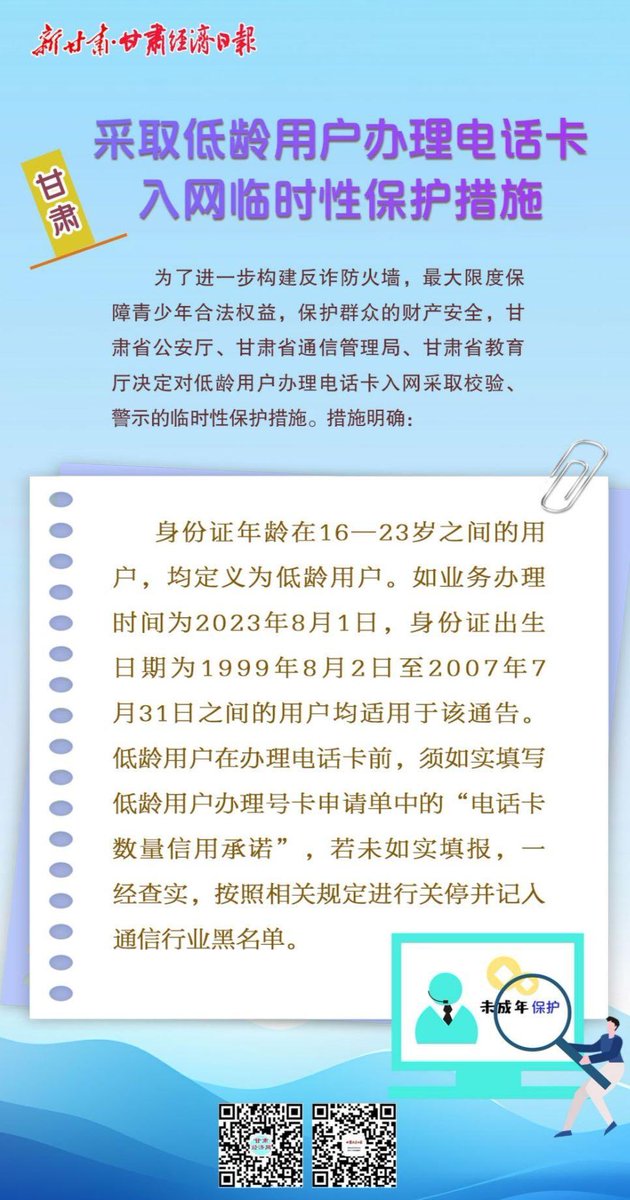 新甘肃·甘肃经济日报
甘肃
采取低龄用户办理电话卡
入网临时性保护措施
为了进一步构建反诈防火墙，最大限度保
障青少年合法权益，保护群众的财产安全，甘
肃省公安厅、甘肃省通信管理局、甘肃省教育
厅决定对低龄用户办理电话卡入网采取校验、
警示的临时性保护措施。措施明确：
身份证年龄在16—23岁之间的用
户，均定义为低龄用户。如业务办理
时间为2023年8月1日，身份证出生
日期为1999年8月2日至2007年7
月31日之间的用户均适用于该通告。
低龄用户在办理电话卡前，须如实填写
低龄用户办理号卡申请单中的“电话卡
数量信用承诺”，若未如实填报，一
经查实，按照相关规定进行关停并记入
通信行业黑名单。
未成年保护
甘肃
经济网